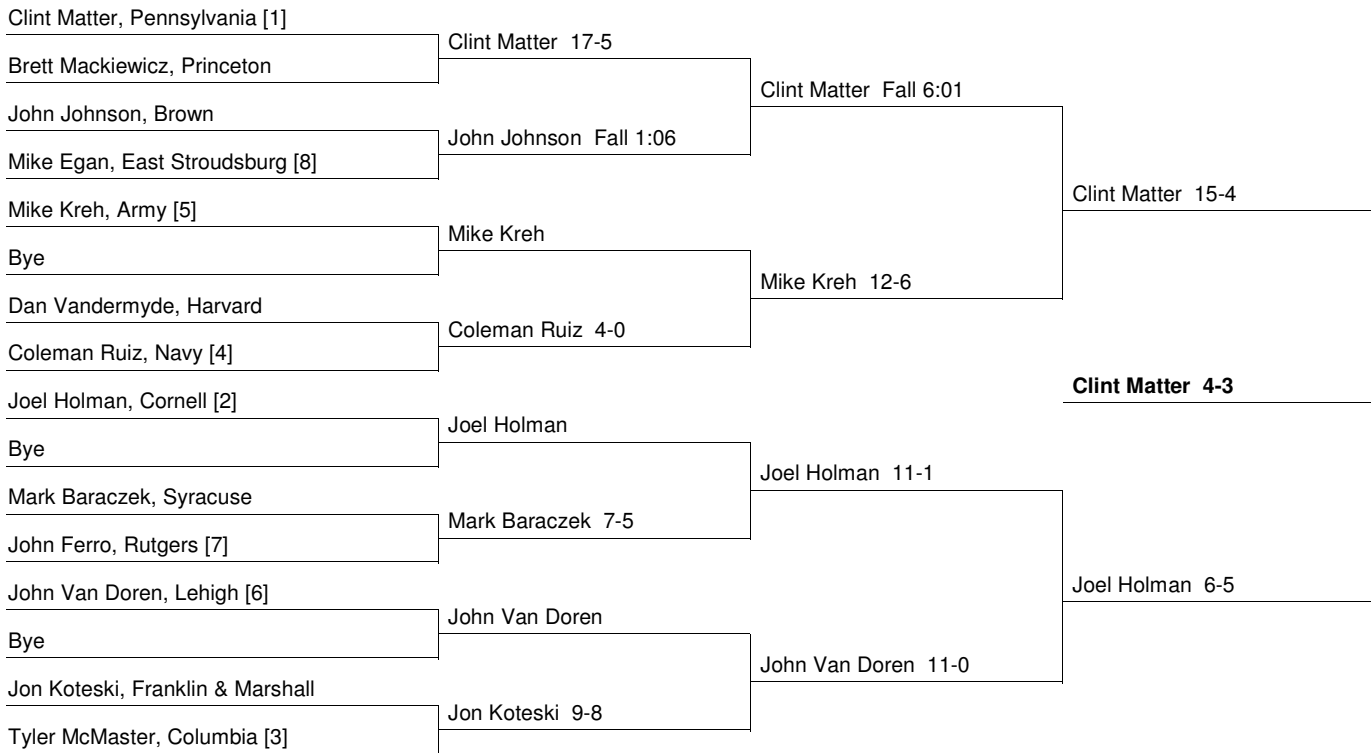 Clint Matter, Pennsylvania [1]
Clint Matter 17-5
Brett Mackiewicz, Princeton
Clint Matter Fall 6:01
John Johnson, Brown
John Johnson Fall 1:06
Mike Egan, East Stroudsburg [8]
Clint Matter 15-4
Mike Kreh, Army [5]
Mike Kreh
Bye
Mike Kreh 12-6
Dan Vandermyde, Harvard
Coleman Ruiz 4-0
Coleman Ruiz, Navy [4]
Clint Matter 4-3
Joel Holman, Cornell [2]
Joel Holman
Bye
Joel Holman 11-1
Mark Baraczek, Syracuse
Mark Baraczek 7-5
John Ferro, Rutgers [7]
Joel Holman 6-5
John Van Doren, Lehigh [6]
John Van Doren
Bye
John Van Doren 11-0
Jon Koteski, Franklin & Marshall
Jon Koteski 9-8
Tyler McMaster, Columbia [3]